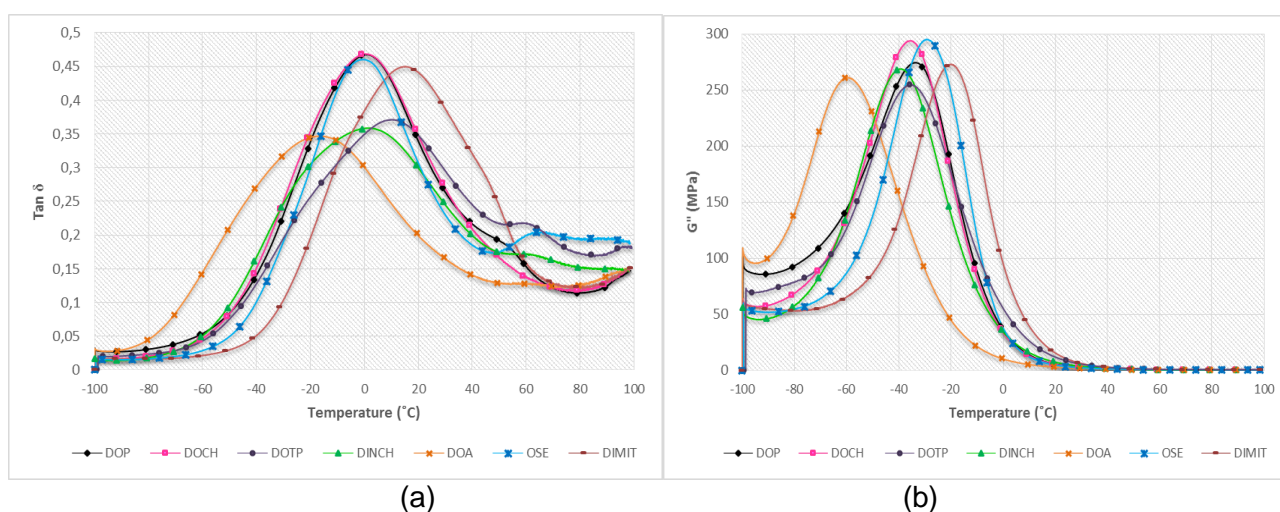 0,5
0,45
0,4
0,35
0,3
0,25
0,2
0,15
0,1
0,05
0
Tan δ
-100 -80 -60 -40 -20 0 20 40 60 80 100
Temperature (˚C)
DOP DOCH DOTP DINCH DOA OSE DIMIT
(a)
300
250
200
150
100
50
0
G'' (MPa)
-100 -80 -60 -40 -20 0 20 40 60 80 100
Temperature (˚C)
DOP DOCH DOTP DINCH DOA OSE DIMIT
(b)